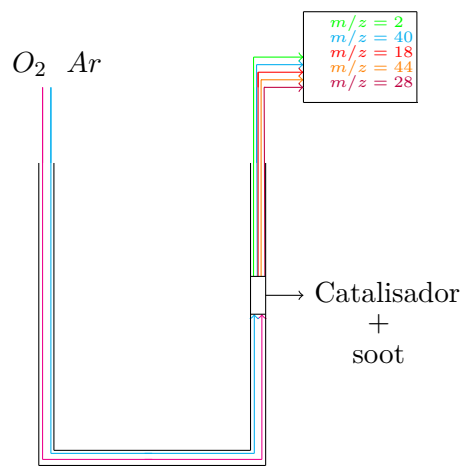 O₂ Ar
m/z = 2
m/z = 40
m/z = 18
m/z = 44
m/z = 28
Catalisador
+
soot